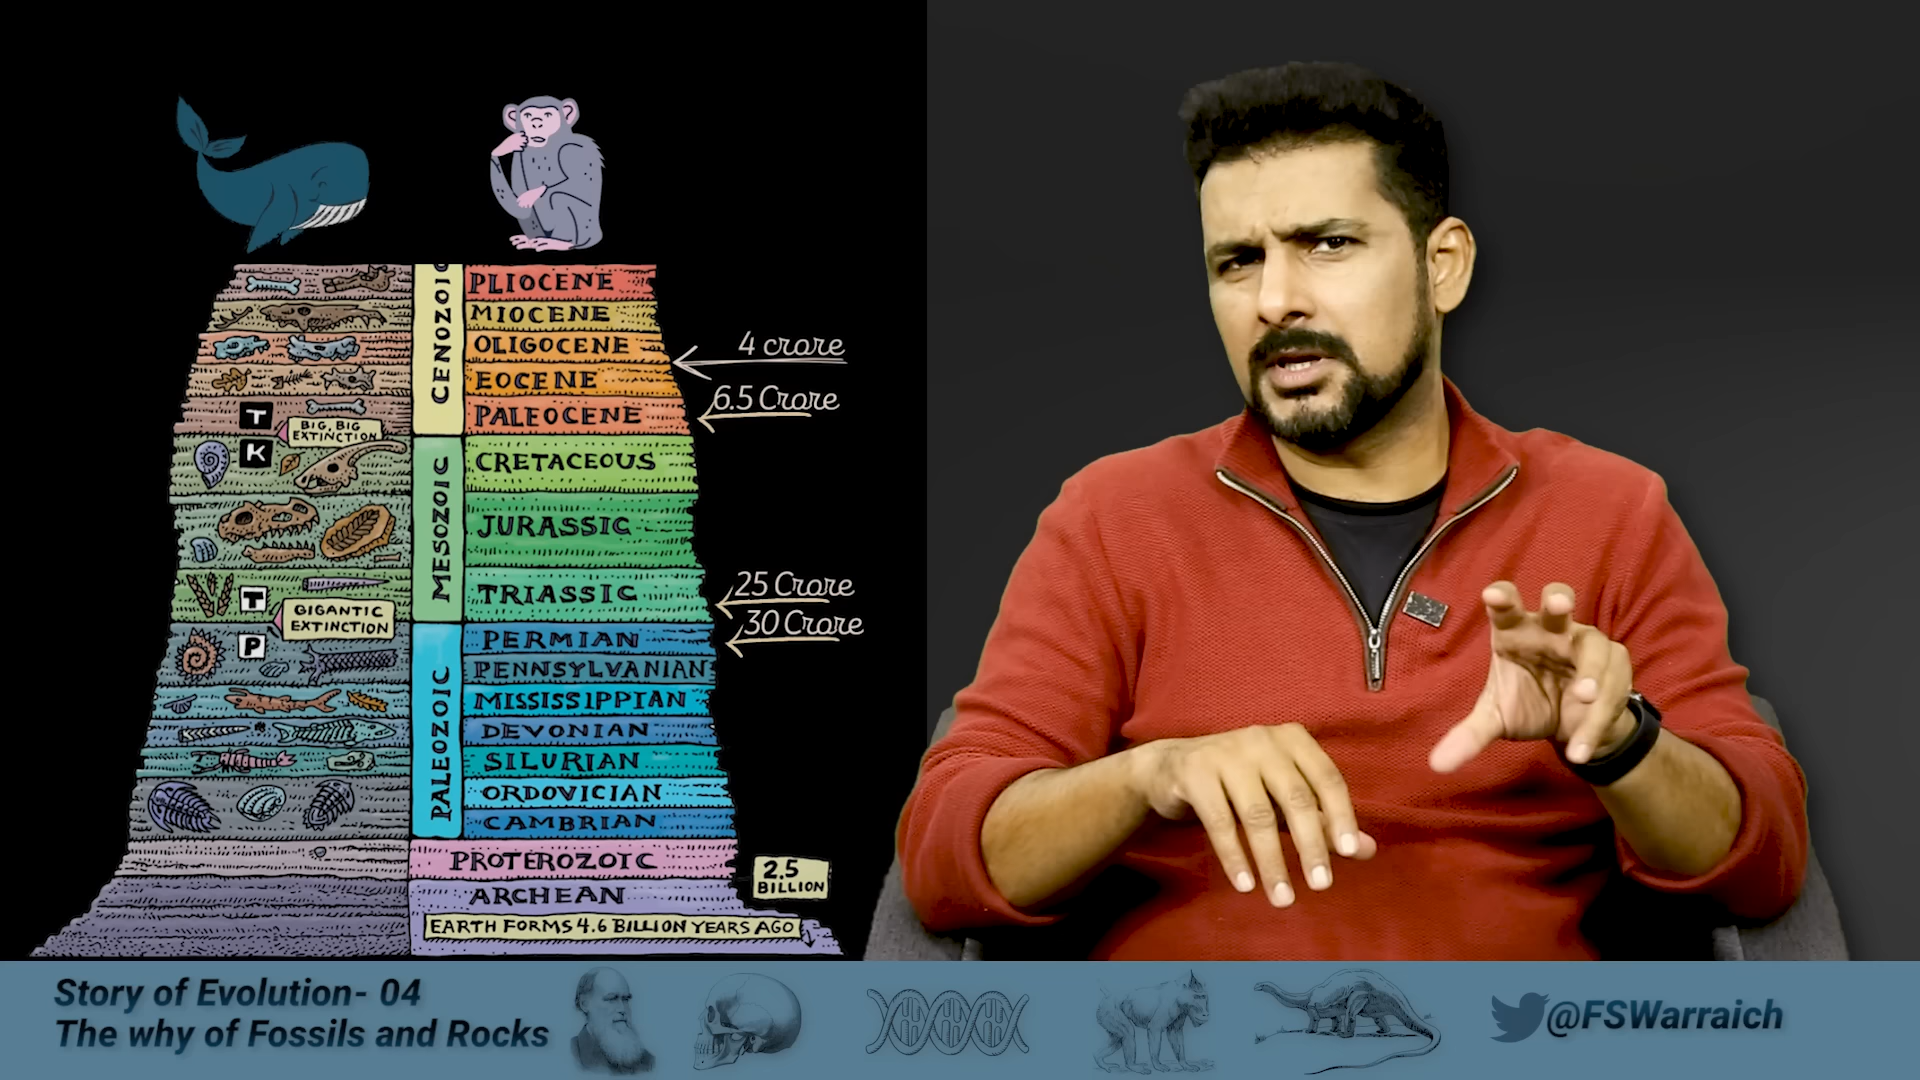 CENOZOIC
PLIOCENE
MIOCENE
OLIGOCENE
4 crore
EOCENE
6.5 Crore
PALEOCENE
T
BIG, BIG
EXTINCTION
K
MESOZOIC
CRETACEOUS
JURASSIC
TRIASSIC
25 Crore
T
GIGANTIC
EXTINCTION
30 Crore
P
PALEOZOIC
PERMIAN
PENNSYLVANIAN
MISSISSIPPIAN
DEVONIAN
SILURIAN
ORDOVICIAN
CAMBRIAN
PROTEROZOIC
2.5
BILLION
ARCHEAN
EARTH FORMS 4.6 BILLION YEARS AGO
Story of Evolution- 04
The why of Fossils and Rocks
@FSWarraich